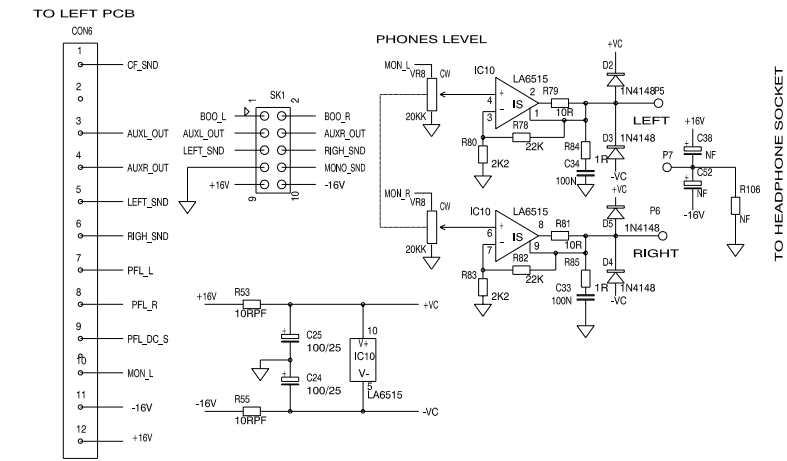 TO LEFT PCB
CON6
1
CF_SND
2
3
AUXL_OUT
4
AUXR_OUT
5
LEFT_SND
6
RIGH_SND
7
PFL_L
8
PFL_R
9
PFL_DC_S
10
MON_L
11
-16V
12
+16V
SK1
1
2
BOO_L
BOO_R
AUXL_OUT
AUXR_OUT
LEFT_SND
RIGH_SND
MONO_SND
+16V
-16V
9
10
PHONES LEVEL
MON_L
VR8
CW
20KK
IC10
LA6515
4
+
3
-
IS
2
1
R79
10R
R78
22K
R80
2K2
R84
1R
C34
100N
+VC
D2
1N4148
P5
LEFT
D3
1N4148
-VC
MON_R
VR8
CW
20KK
IC10
LA6515
6
+
7
-
IS
8
9
R81
10R
R82
22K
R83
2K2
R85
1R
C33
100N
+VC
D5
1N4148
P6
RIGHT
D4
1N4148
-VC
+16V
C38
+
NF
P7
C52
+
NF
-16V
R106
NF
TO HEADPHONE SOCKET
+16V
R53
10RPF
+VC
+
C25
100/25
10
V+
IC10
V-
5
LA6515
+
C24
100/25
-16V
R55
10RPF
-VC